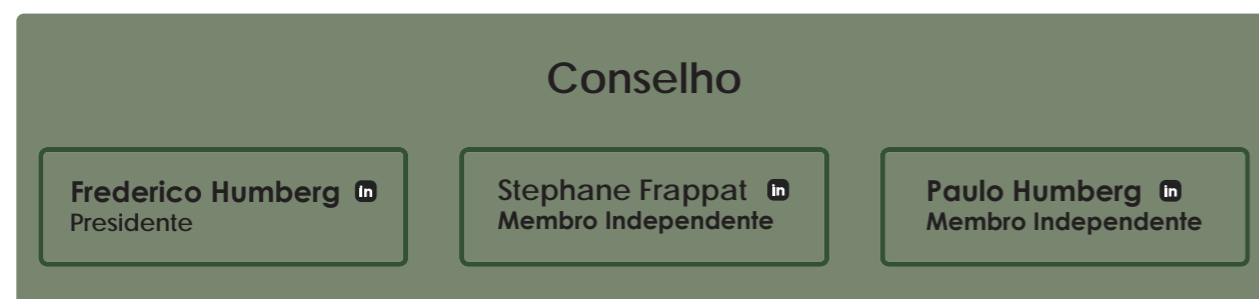 Conselho
Frederico Humberg in
Presidente
Stephane Frappat in
Membro Independente
Paulo Humberg in
Membro Independente